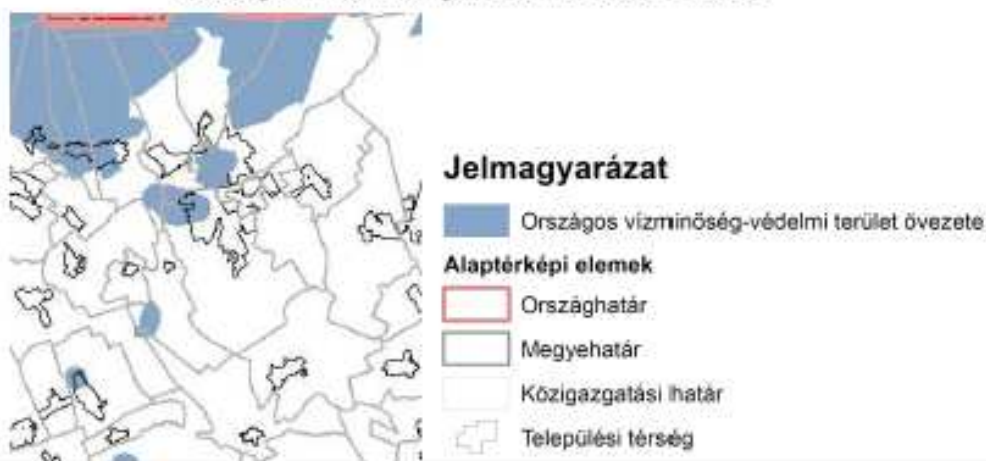 Jelmagyarázat
Országos vízminőség-védelmi terület övezete
Alaptérképi elemek
Országhatár
Megyehatár
Közigazgatási határ
Települési térség